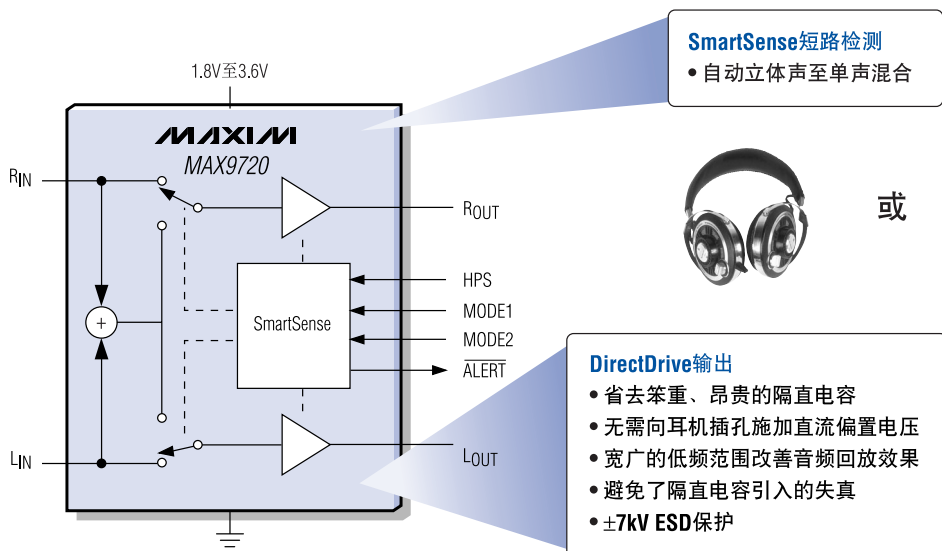 SmartSense短路检测
• 自动立体声至单声混合
1.8V至3.6V
MAXIM
MAX9720
RIN
ROUT
或
HPS
MODE1
SmartSense
MODE2
ALERT
+
LIN
LOUT
DirectDrive输出
• 省去笨重、昂贵的隔直电容
• 无需向耳机插孔施加直流偏置电压
• 宽广的低频范围改善音频回放效果
• 避免了隔直电容引入的失真
• ±7kV ESD保护